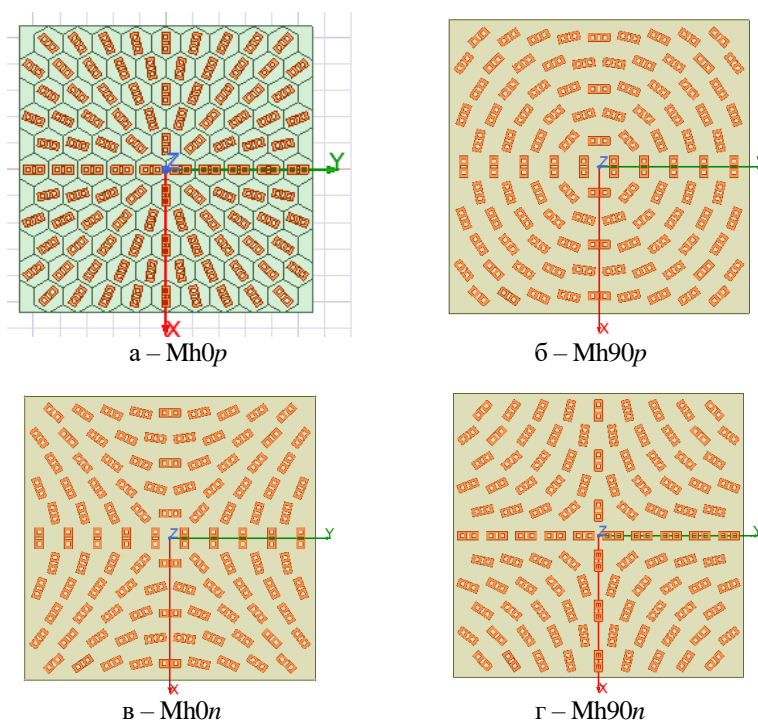 Z Y
X
а – Mh0p
Z Y
X
б – Mh90p
Z Y
X
в – Mh0n
Z Y
X
г – Mh90n